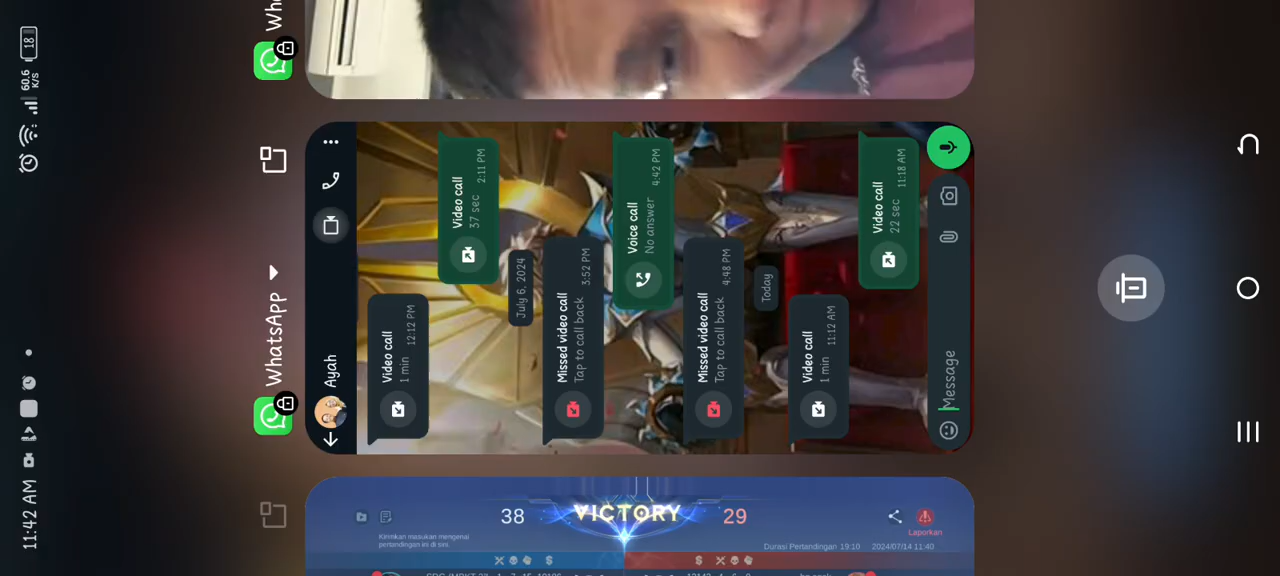 11:42 AM
60.6
K/S
18
WhatsApp
Wh
Ayah
Video call
1 min 12:12 PM
Video call
37 sec 2:11 PM
July 6, 2024
Missed video call
Tap to call back 3:52 PM
Voice call
No answer 4:42 PM
Missed video call
Tap to call back 4:48 PM
Today
Video call
1 min 11:12 AM
Video call
22 sec 11:18 AM
Message
38 VICTORY 29
Kirimkan masukan mengenai
pertandingan ini di sini.
Laporkan
Durasi Pertandingan 19:10 2024/07/14 11:40